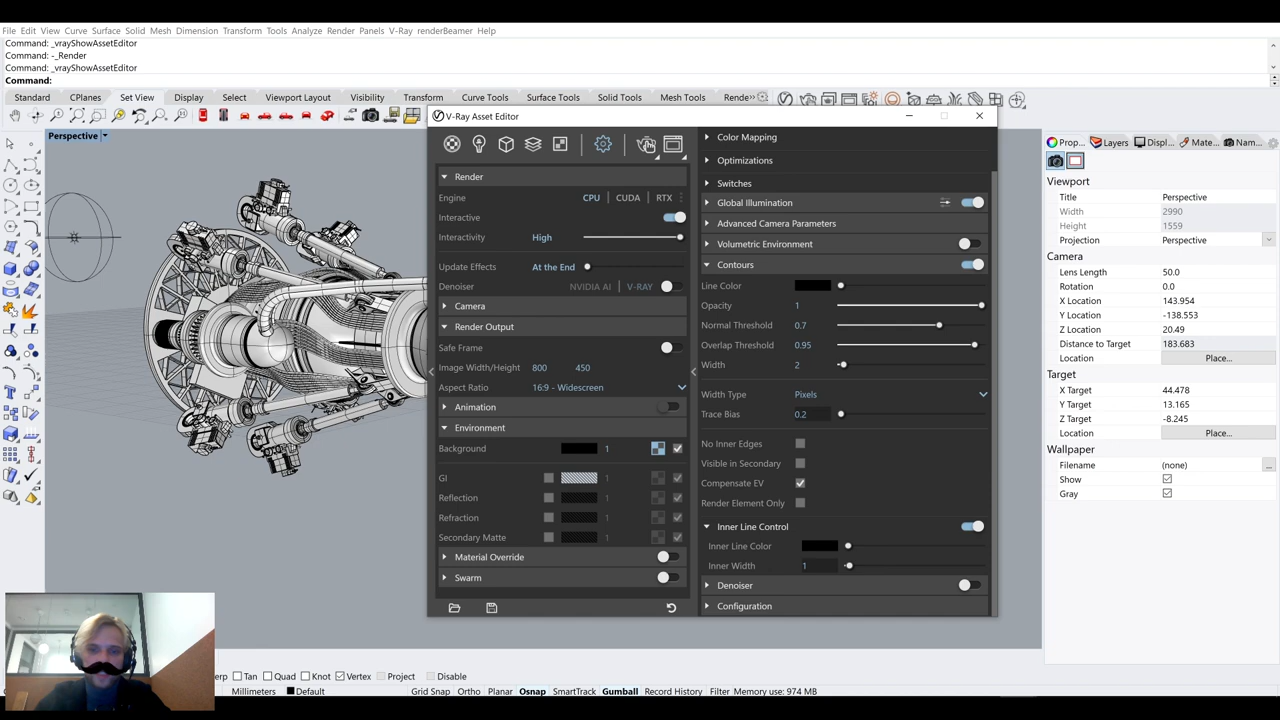 File Edit View Curve Surface Solid Mesh Dimension Transform Tools Analyze Render Panels V-Ray renderBeamer Help
Command: _vrayShowAssetEditor
Command: -_Render
Command: _vrayShowAssetEditor
Command:
Standard CPlanes Set View Display Select Viewport Layout Visibility Transform Curve Tools Surface Tools Solid Tools Mesh Tools Rende»
Perspective
V-Ray Asset Editor
Render
Engine CPU CUDA RTX
Interactive
Interactivity High
Update Effects At the End
Denoiser NVIDIA AI V-RAY
Camera
Render Output
Safe Frame
Image Width/Height 800 450
Aspect Ratio 16:9 - Widescreen
Animation
Environment
Background 1
GI 1
Reflection 1
Refraction 1
Secondary Matte 1
Material Override
Swarm
Color Mapping
Optimizations
Switches
Global Illumination
Advanced Camera Parameters
Volumetric Environment
Contours
Line Color
Opacity 1
Normal Threshold 0.7
Overlap Threshold 0.95
Width 2
Width Type Pixels
Trace Bias 0.2
No Inner Edges
Visible in Secondary
Compensate EV
Render Element Only
Inner Line Control
Inner Line Color
Inner Width 1
Denoiser
Configuration
Prop... Layers Displ... Mate... Nam...
Viewport
Title Perspective
Width 2990
Height 1559
Projection Perspective
Camera
Lens Length 50.0
Rotation 0.0
X Location 143.954
Y Location -138.553
Z Location 20.49
Distance to Target 183.683
Location Place...
Target
X Target 44.478
Y Target 13.165
Z Target -8.245
Location Place...
Wallpaper
Filename (none) ...
Show
Gray
erp Tan Quad Knot Vertex Project Disable
Millimeters Default Grid Snap Ortho Planar Osnap SmartTrack Gumball Record History Filter Memory use: 974 MB